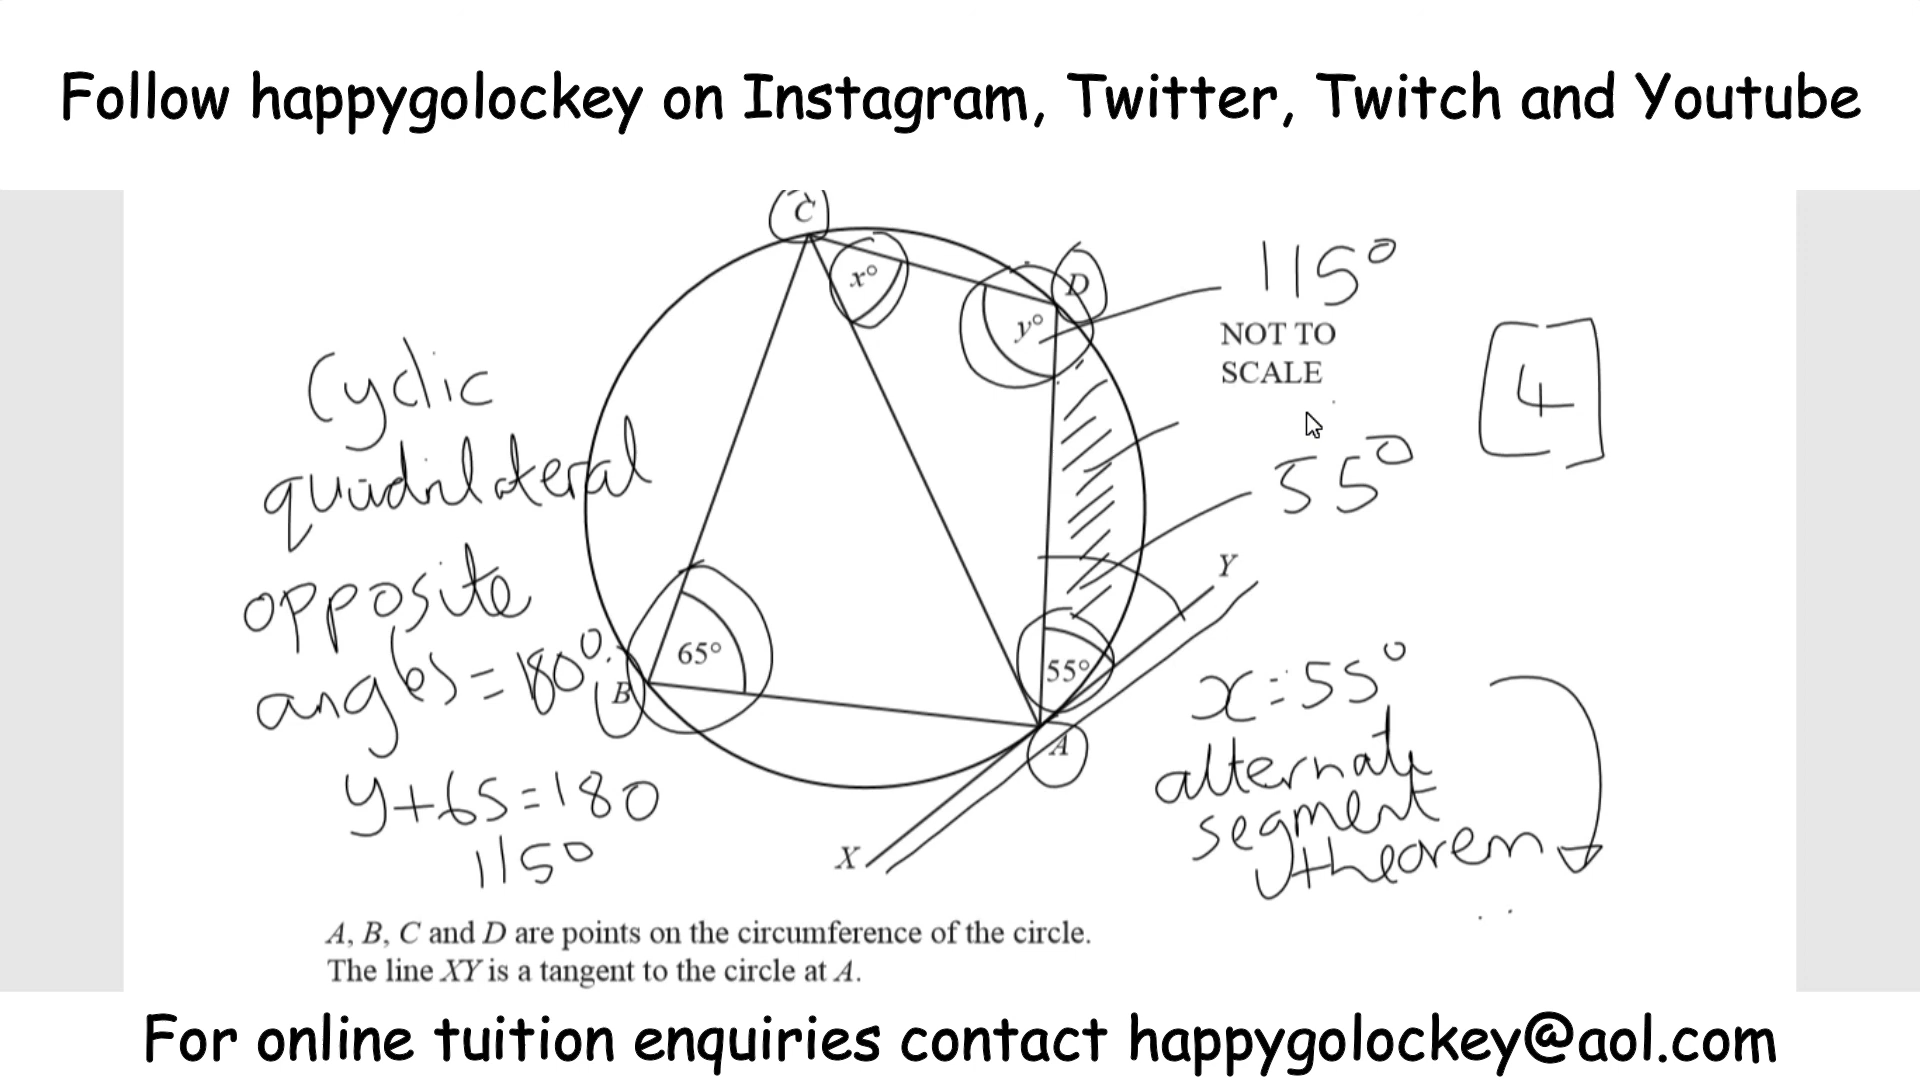 Follow happygolockey on Instagram, Twitter, Twitch and Youtube
C
x°
D
y°
115°
NOT TO
SCALE
4
Cyclic
quadrilateral
opposite
angles = 180°.
55°
Y
65°
B
55°
A
x = 55°
alternate
segment
theorem
y + 65 = 180
115°
X
A, B, C and D are points on the circumference of the circle.
The line XY is a tangent to the circle at A.
For online tuition enquiries contact happygolockey@aol.com